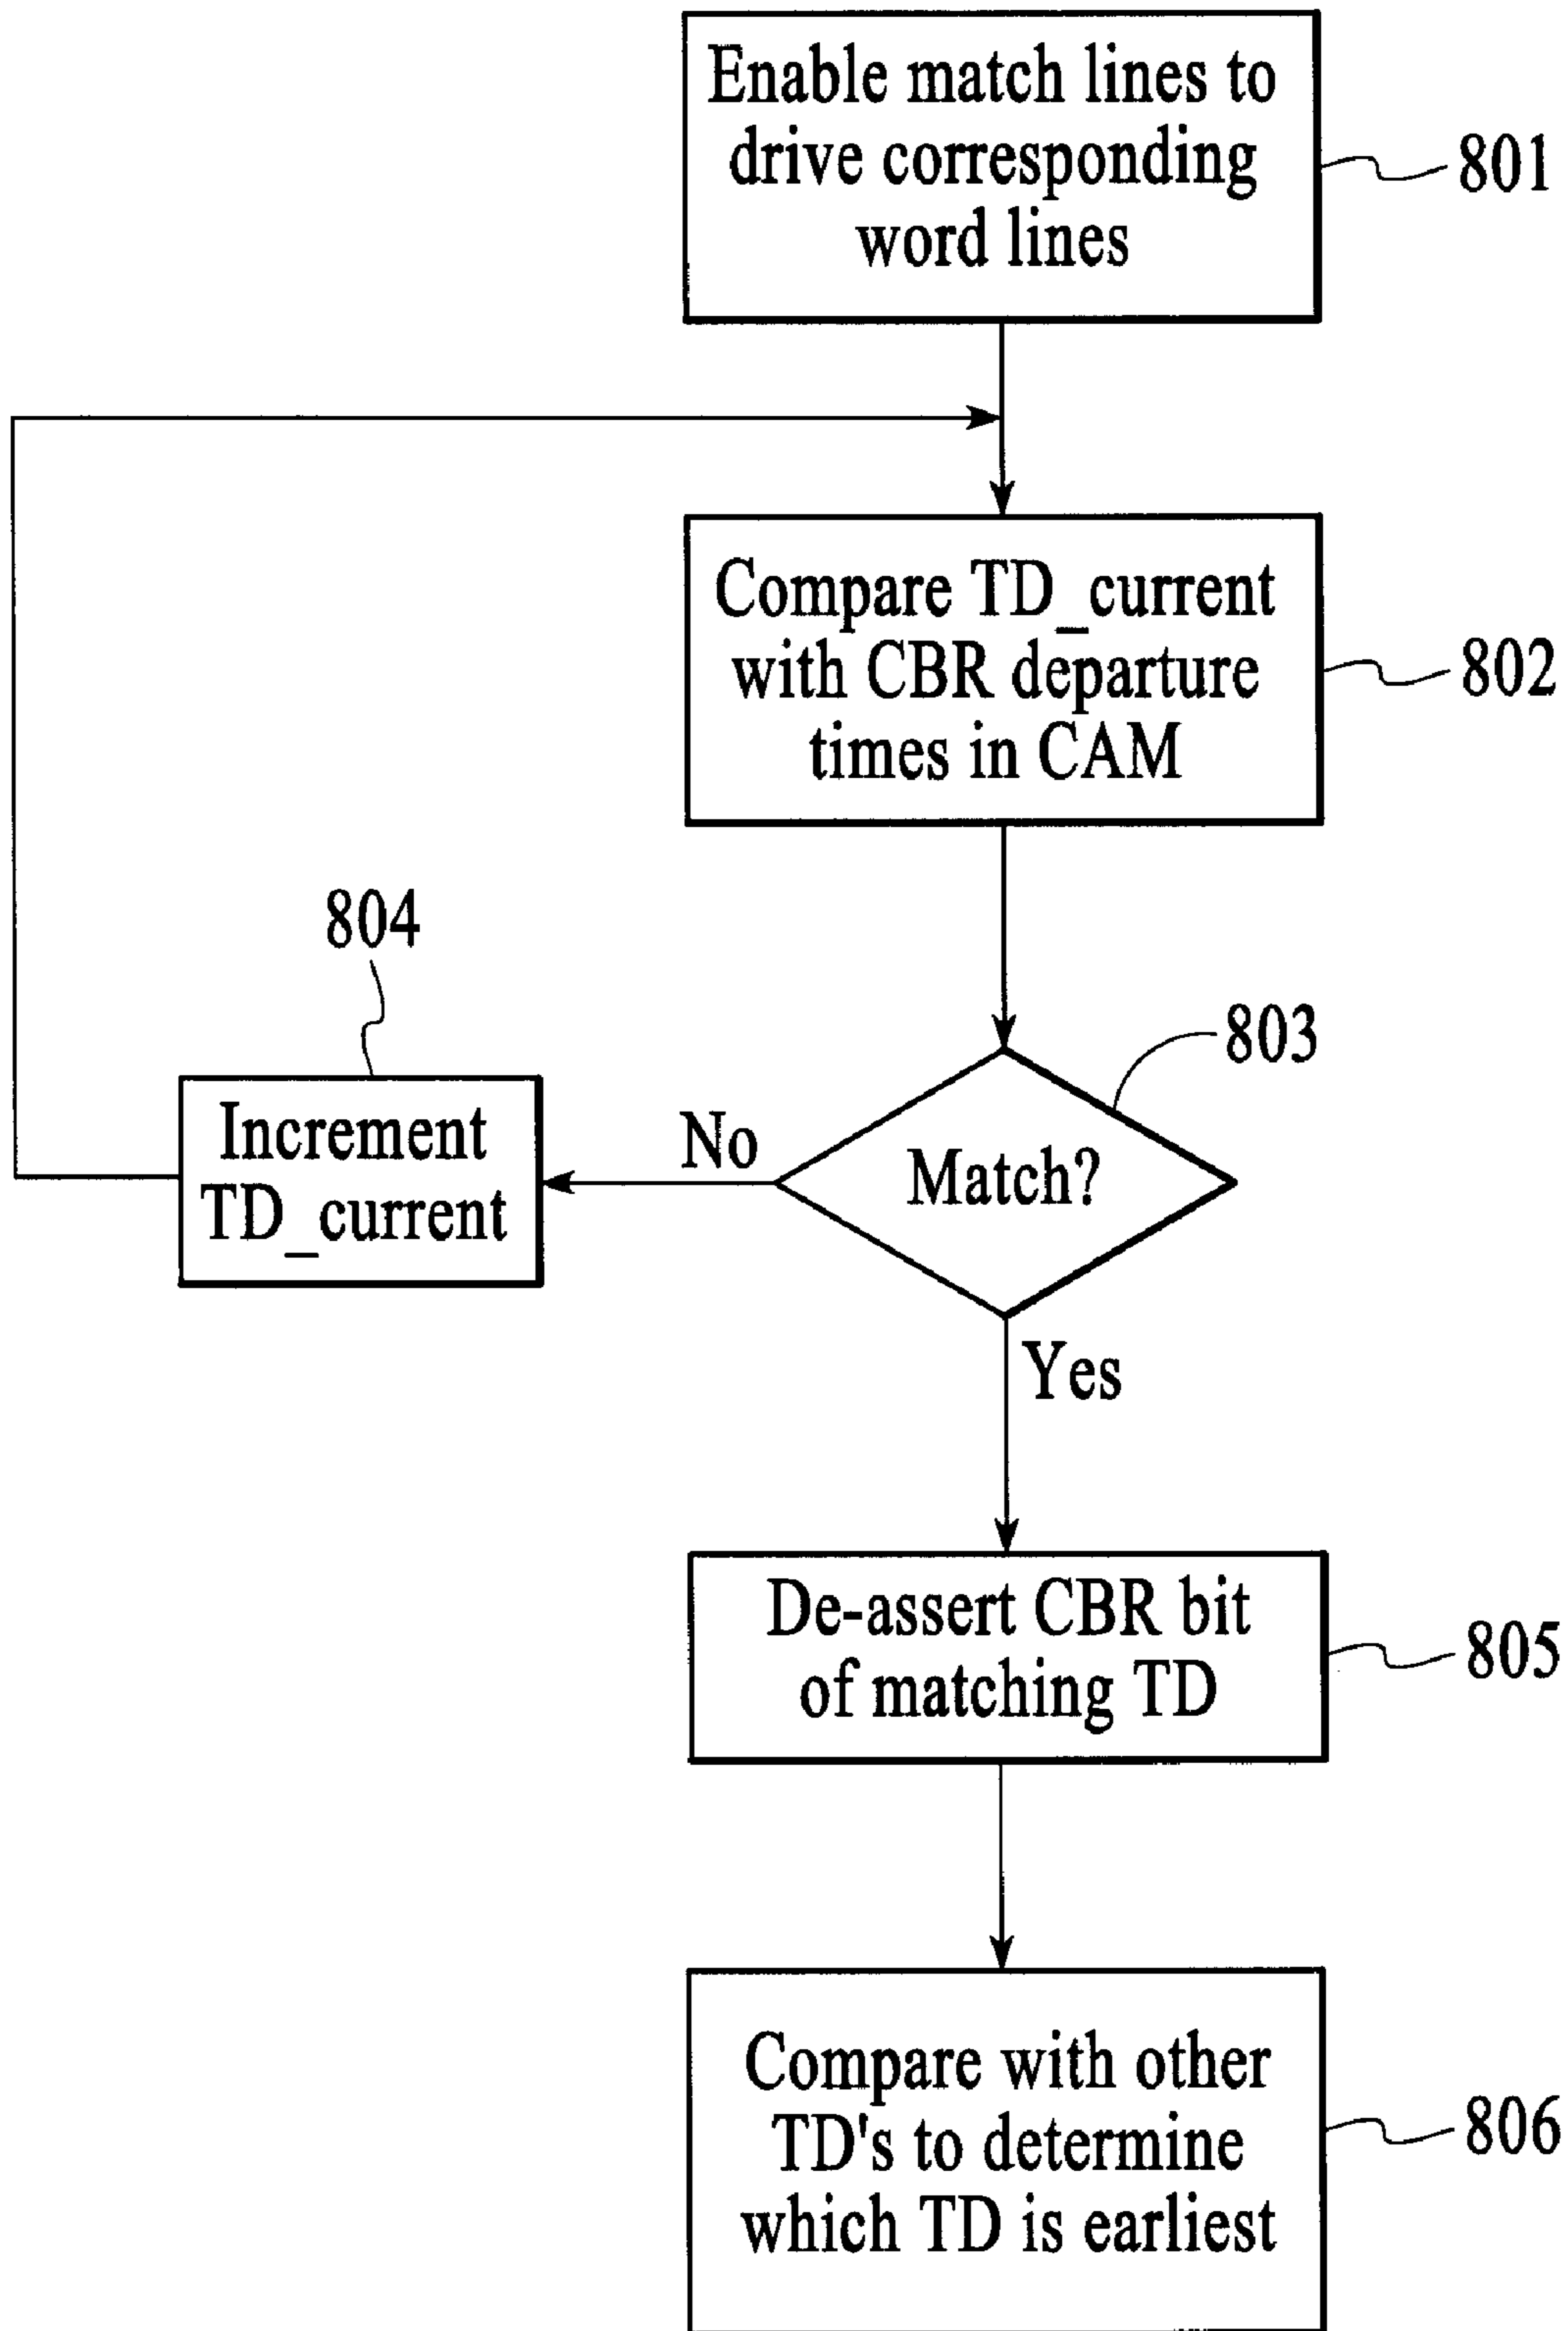 Enable match lines to
drive corresponding
word lines
801
Compare TD_current
with CBR departure
times in CAM
802
804
803
Increment
TD_current
No
Match?
Yes
De-assert CBR bit
of matching TD
805
Compare with other
TD's to determine
which TD is earliest
806